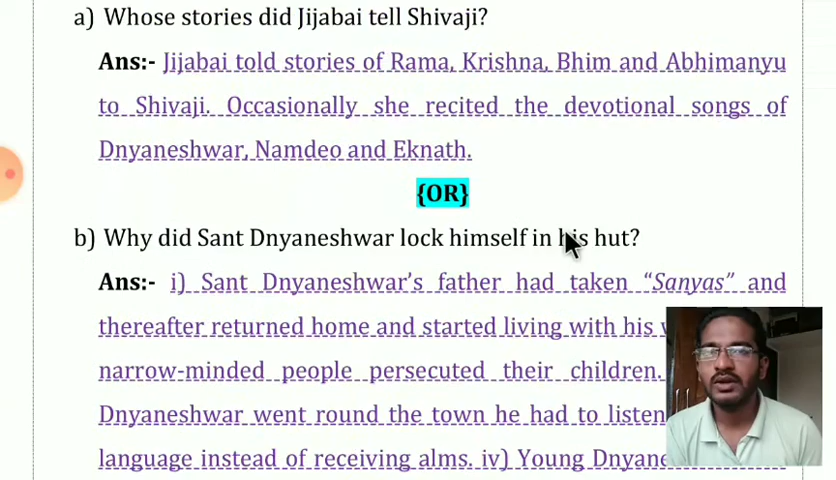 a) Whose stories did Jijabai tell Shivaji?
Ans:- Jijabai told stories of Rama, Krishna, Bhim and Abhimanyu
to Shivaji. Occasionally she recited the devotional songs of
Dnyaneshwar, Namdeo and Eknath.
{OR}
b) Why did Sant Dnyaneshwar lock himself in his hut?
Ans:- i) Sant Dnyaneshwar's father had taken “Sanyas” and
thereafter returned home and started living with his
narrow-minded people persecuted their children.
Dnyaneshwar went round the town he had to listen
language instead of receiving alms. iv) Young